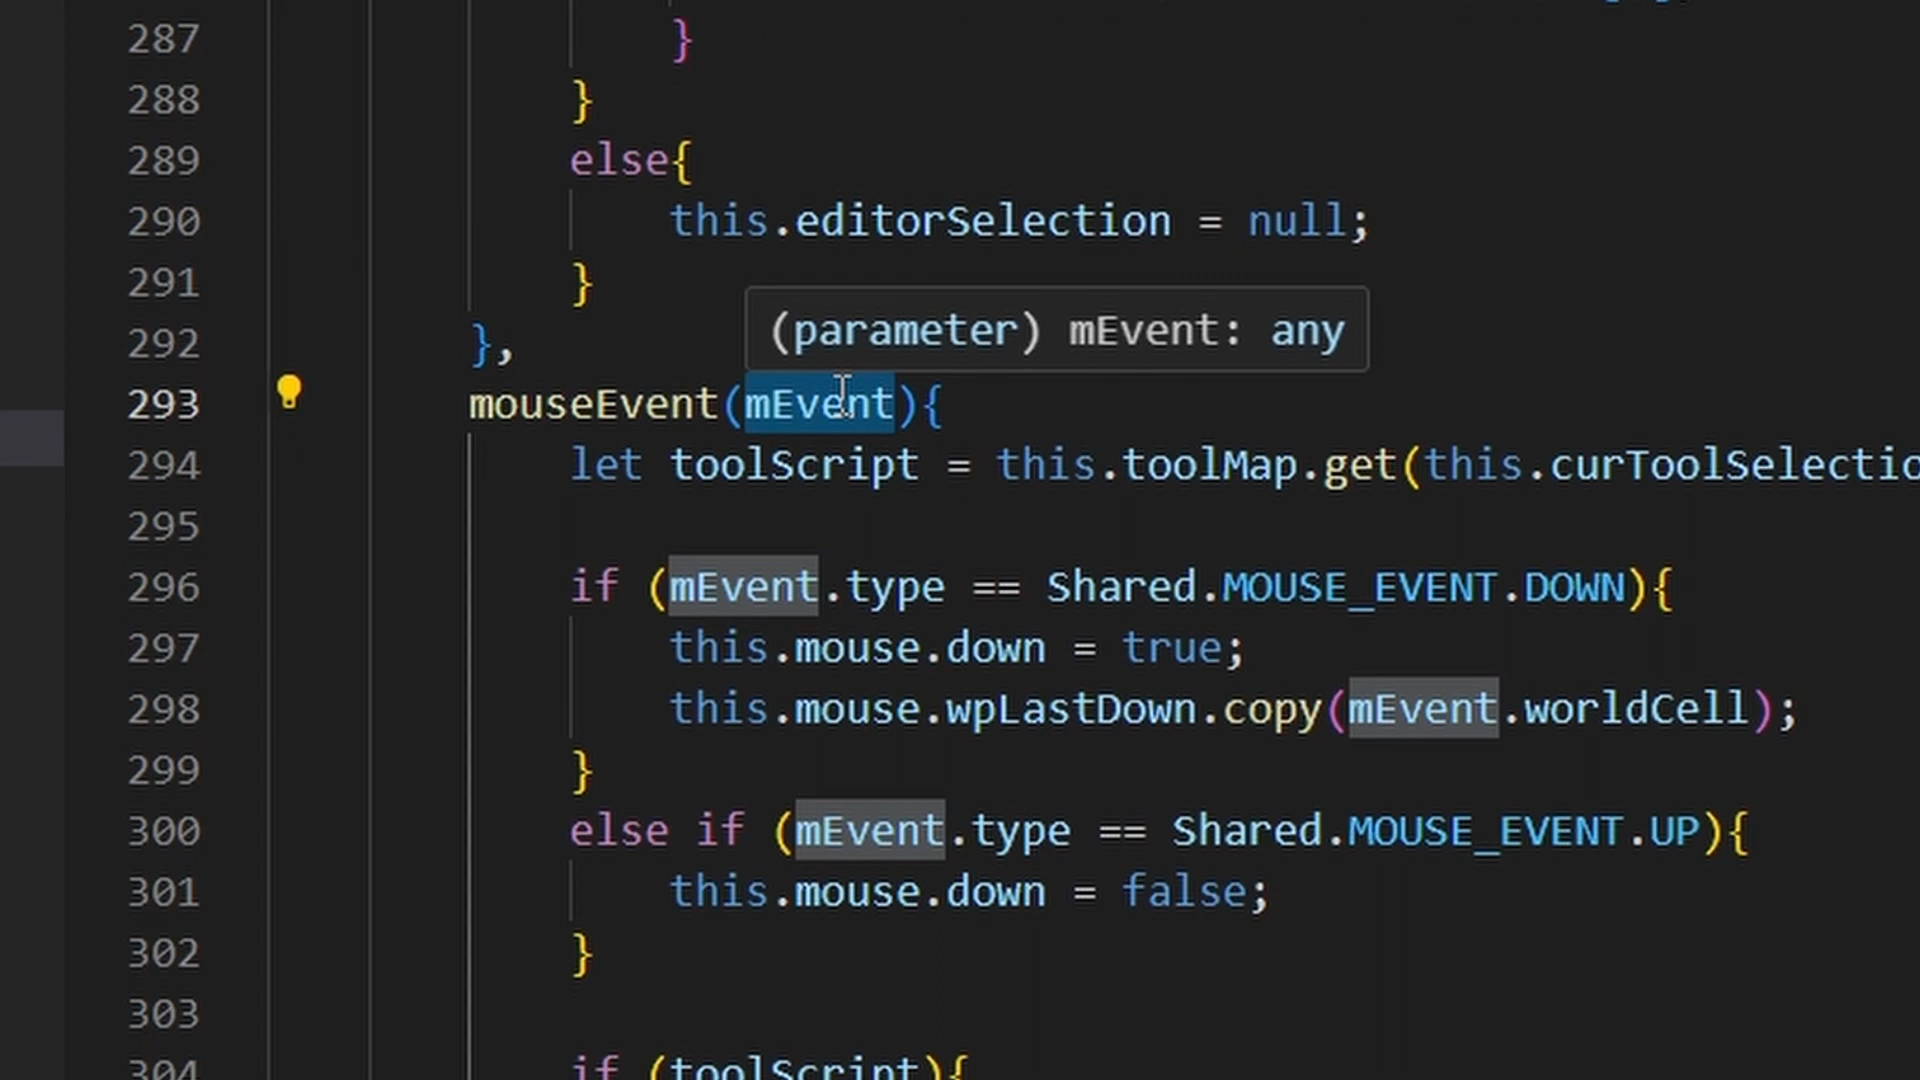 287 }
288 }
289 else{
290 this.editorSelection = null;
291 }
(parameter) mEvent: any
292 },
293 mouseEvent(mEvent){
294 let toolScript = this.toolMap.get(this.curToolSelectio
295
296 if (mEvent.type == Shared.MOUSE_EVENT.DOWN){
297 this.mouse.down = true;
298 this.mouse.wpLastDown.copy(mEvent.worldCell);
299 }
300 else if (mEvent.type == Shared.MOUSE_EVENT.UP){
301 this.mouse.down = false;
302 }
303
304 if (toolScript){